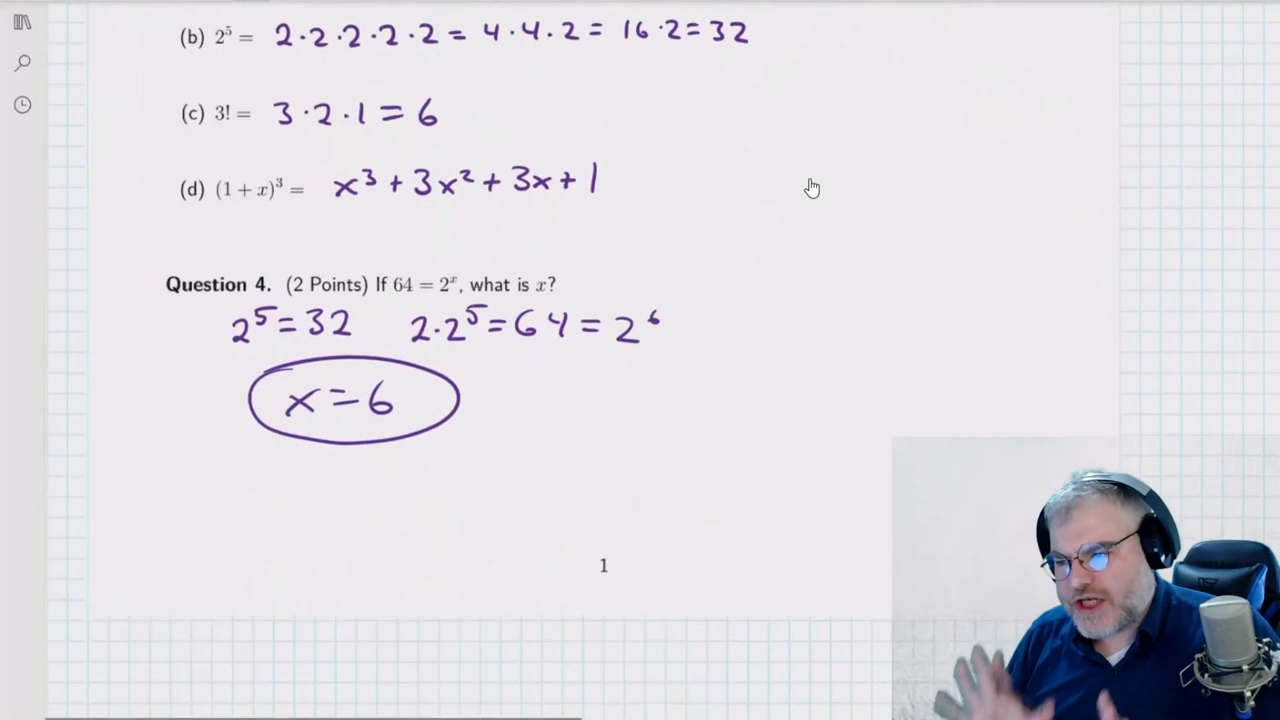 (b) 2⁵ = 2·2·2·2·2 = 4·4·2 = 16·2=32
(c) 3! = 3·2·1 = 6
(d) (1 + x)³ = x³ + 3x² + 3x + 1
Question 4. (2 Points) If 64 = 2ˣ, what is x?
2⁵=32 2·2⁵=64=2⁶
x=6
1